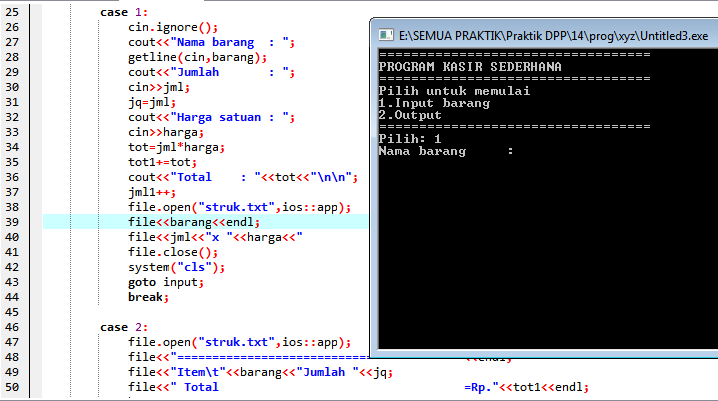 25 case 1:
26 cin.ignore();
27 cout<<"Nama barang : ";
28 getline(cin,barang);
29 cout<<"Jumlah : ";
30 cin>>jml;
31 jq=jml;
32 cout<<"Harga satuan : ";
33 cin>>harga;
34 tot=jml*harga;
35 tot1+=tot;
36 cout<<"Total : "<<tot<<"\n\n";
37 jml1++;
38 file.open("struk.txt",ios::app);
39 file<<barang<<endl;
40 file<<jml<<"x "<<harga<<"
41 file.close();
42 system("cls");
43 goto input;
44 break;
45
46 case 2:
47 file.open("struk.txt",ios::app);
48 file<<"================================ <<endl;
49 file<<"Item\t"<<barang<<"Jumlah "<<jq;
50 file<<" Total =Rp."<<tot1<<endl;
E:\SEMUA PRAKTIK\Praktik DPP\14\prog\xyz\Untitled3.exe
==================================
PROGRAM KASIR SEDERHANA
==================================
Pilih untuk memulai
1.Input barang
2.Output
==================================
Pilih: 1
Nama barang :